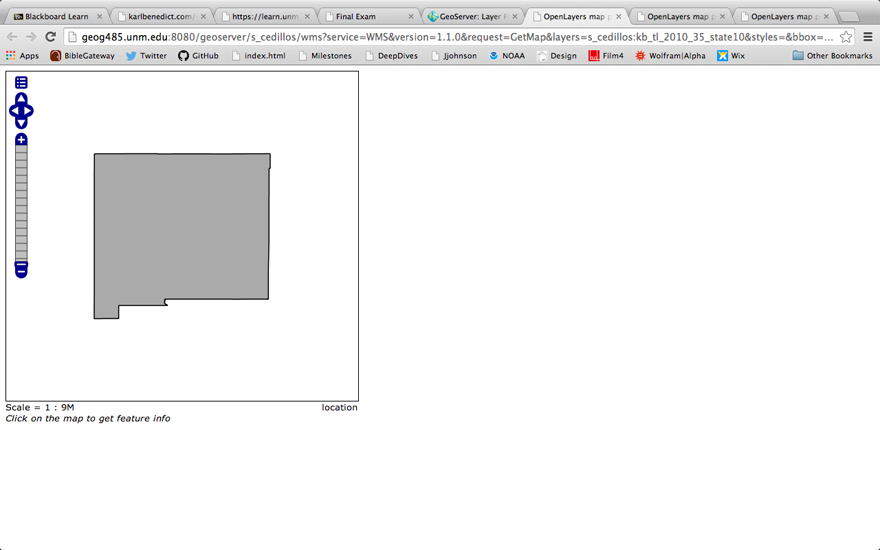 Blackboard Learn
karlbenedict.com/
https://learn.unm
Final Exam
GeoServer: Layer P
OpenLayers map p
OpenLayers map p
OpenLayers map p
geog485.unm.edu:8080/geoserver/s_cedillos/wms?service=WMS&version=1.1.0&request=GetMap&layers=s_cedillos:kb_tl_2010_35_state10&styles=&bbox=...
Apps BibleGateway Twitter GitHub index.html Milestones DeepDives Jjohnson NOAA Design Film4 Wolfram|Alpha Wix Other Bookmarks
Scale = 1 : 9M location
Click on the map to get feature info